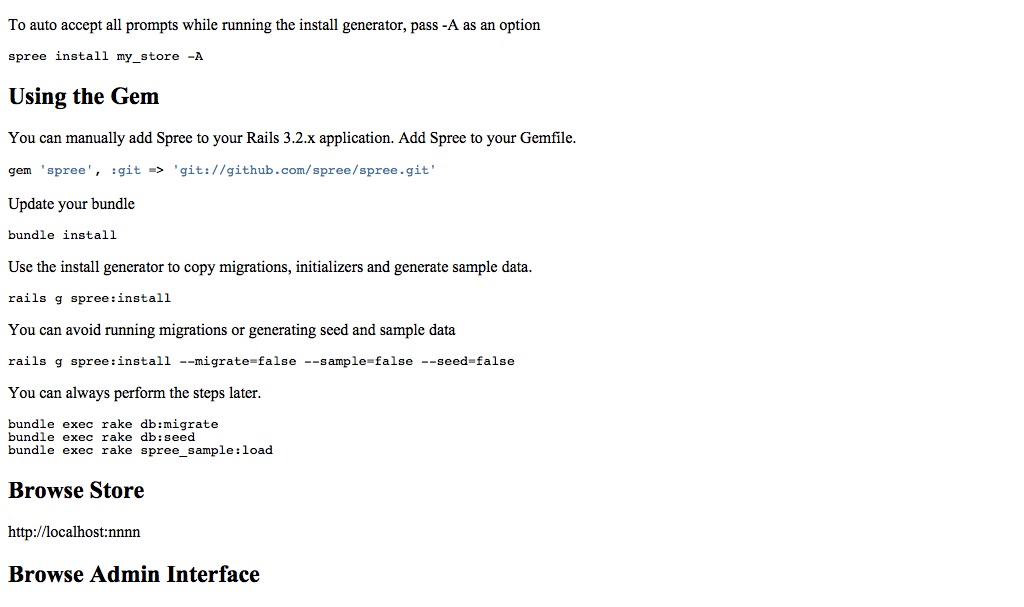 To auto accept all prompts while running the install generator, pass -A as an option
spree install my_store -A
Using the Gem
You can manually add Spree to your Rails 3.2.x application. Add Spree to your Gemfile.
gem 'spree', :git => 'git://github.com/spree/spree.git'
Update your bundle
bundle install
Use the install generator to copy migrations, initializers and generate sample data.
rails g spree:install
You can avoid running migrations or generating seed and sample data
rails g spree:install --migrate=false --sample=false --seed=false
You can always perform the steps later.
bundle exec rake db:migrate
bundle exec rake db:seed
bundle exec rake spree_sample:load
Browse Store
http://localhost:nnnn
Browse Admin Interface